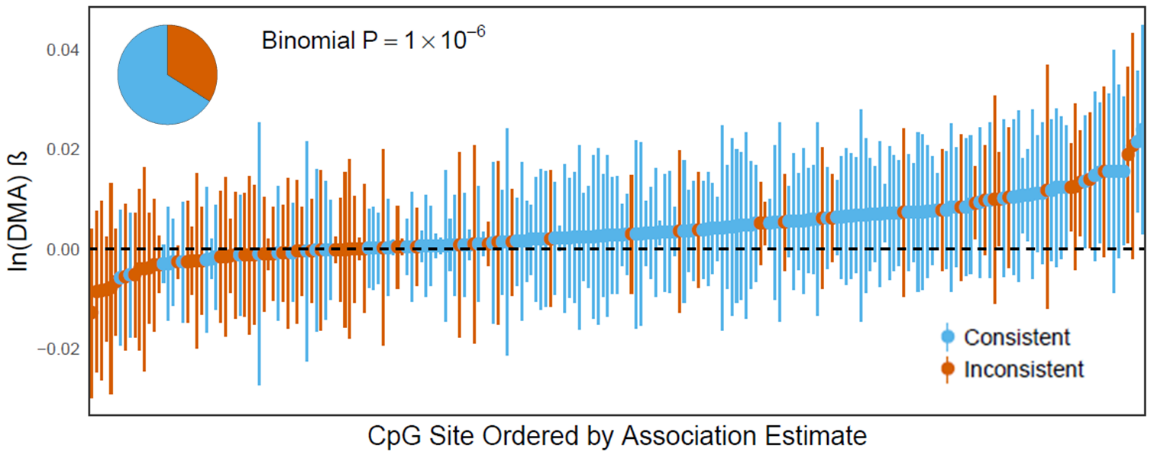 Binomial P = 1×10⁻⁶
0.04
0.02
0.00
−0.02
ln(DMA) ß
Consistent
Inconsistent
CpG Site Ordered by Association Estimate